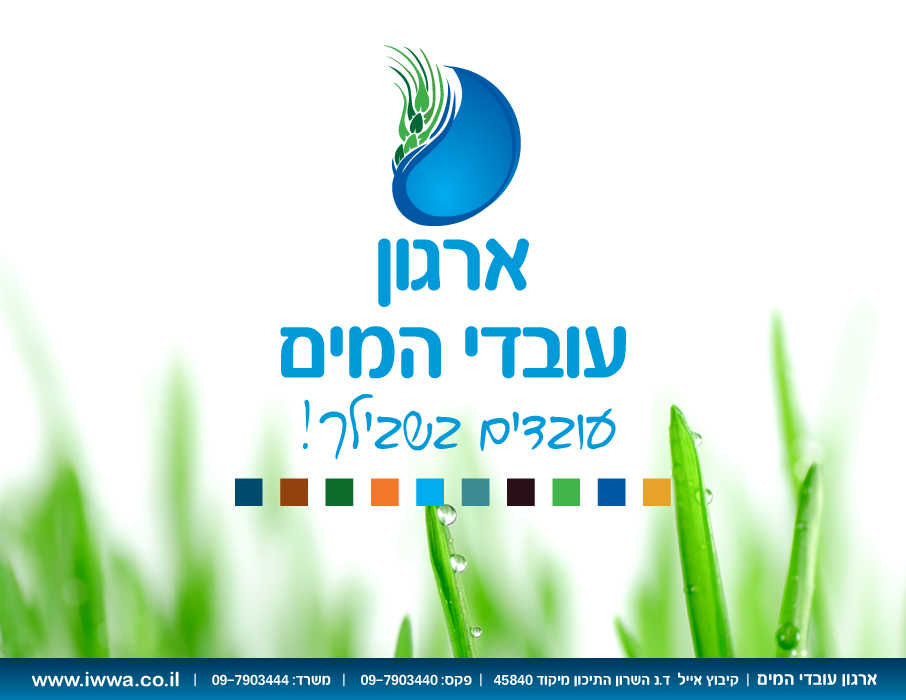 ארגון
עובדי המים
עובדים בשבילך!
ארגון עובדי המים | קיבוץ אייל ד.נ השרון התיכון מיקוד 45840 | פקס: 09-7903440 | משרד: 09-7903444 | www.iwwa.co.il